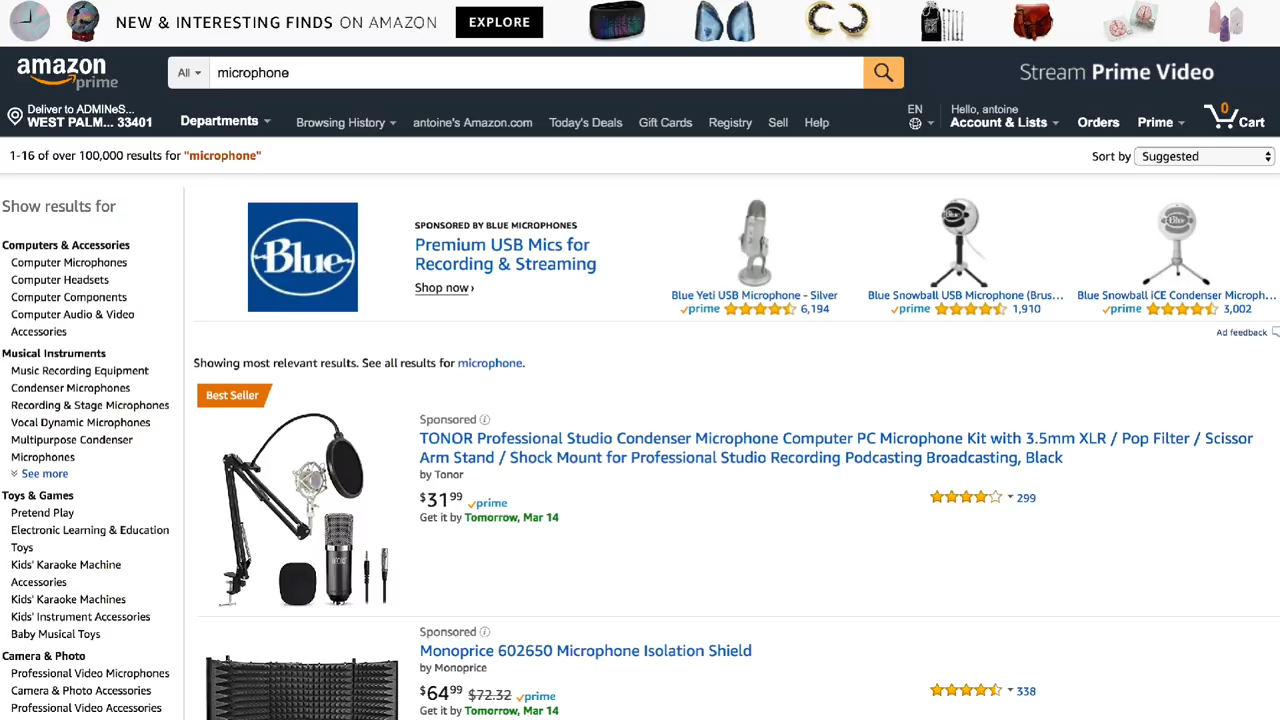 NEW & INTERESTING FINDS ON AMAZON EXPLORE
amazon prime
All
microphone
Stream Prime Video
Deliver to ADMINeS...
WEST PALM... 33401
Departments
Browsing History
antoine's Amazon.com
Today's Deals
Gift Cards
Registry
Sell
Help
EN
Hello, antoine
Account & Lists
Orders
Prime
0
Cart
1-16 of over 100,000 results for "microphone"
Sort by Suggested
Show results for
Computers & Accessories
Computer Microphones
Computer Headsets
Computer Components
Computer Audio & Video
Accessories
Musical Instruments
Music Recording Equipment
Condenser Microphones
Recording & Stage Microphones
Vocal Dynamic Microphones
Multipurpose Condenser
Microphones
See more
Toys & Games
Pretend Play
Electronic Learning & Education
Toys
Kids' Karaoke Machine
Accessories
Kids' Karaoke Machines
Kids' Instrument Accessories
Baby Musical Toys
Camera & Photo
Professional Video Microphones
Camera & Photo Accessories
Professional Video Accessories
Blue
SPONSORED BY BLUE MICROPHONES
Premium USB Mics for
Recording & Streaming
Shop now ›
Blue Yeti USB Microphone - Silver
prime 6,194
Blue Snowball USB Microphone (Brus...
prime 1,910
Blue Snowball iCE Condenser Microph...
prime 3,002
Ad feedback
Showing most relevant results. See all results for microphone.
Best Seller
Sponsored
TONOR Professional Studio Condenser Microphone Computer PC Microphone Kit with 3.5mm XLR / Pop Filter / Scissor
Arm Stand / Shock Mount for Professional Studio Recording Podcasting Broadcasting, Black
by Tonor
$31 99 prime
299
Get it by Tomorrow, Mar 14
Sponsored
Monoprice 602650 Microphone Isolation Shield
by Monoprice
$64 99 $72.32 prime
338
Get it by Tomorrow, Mar 14